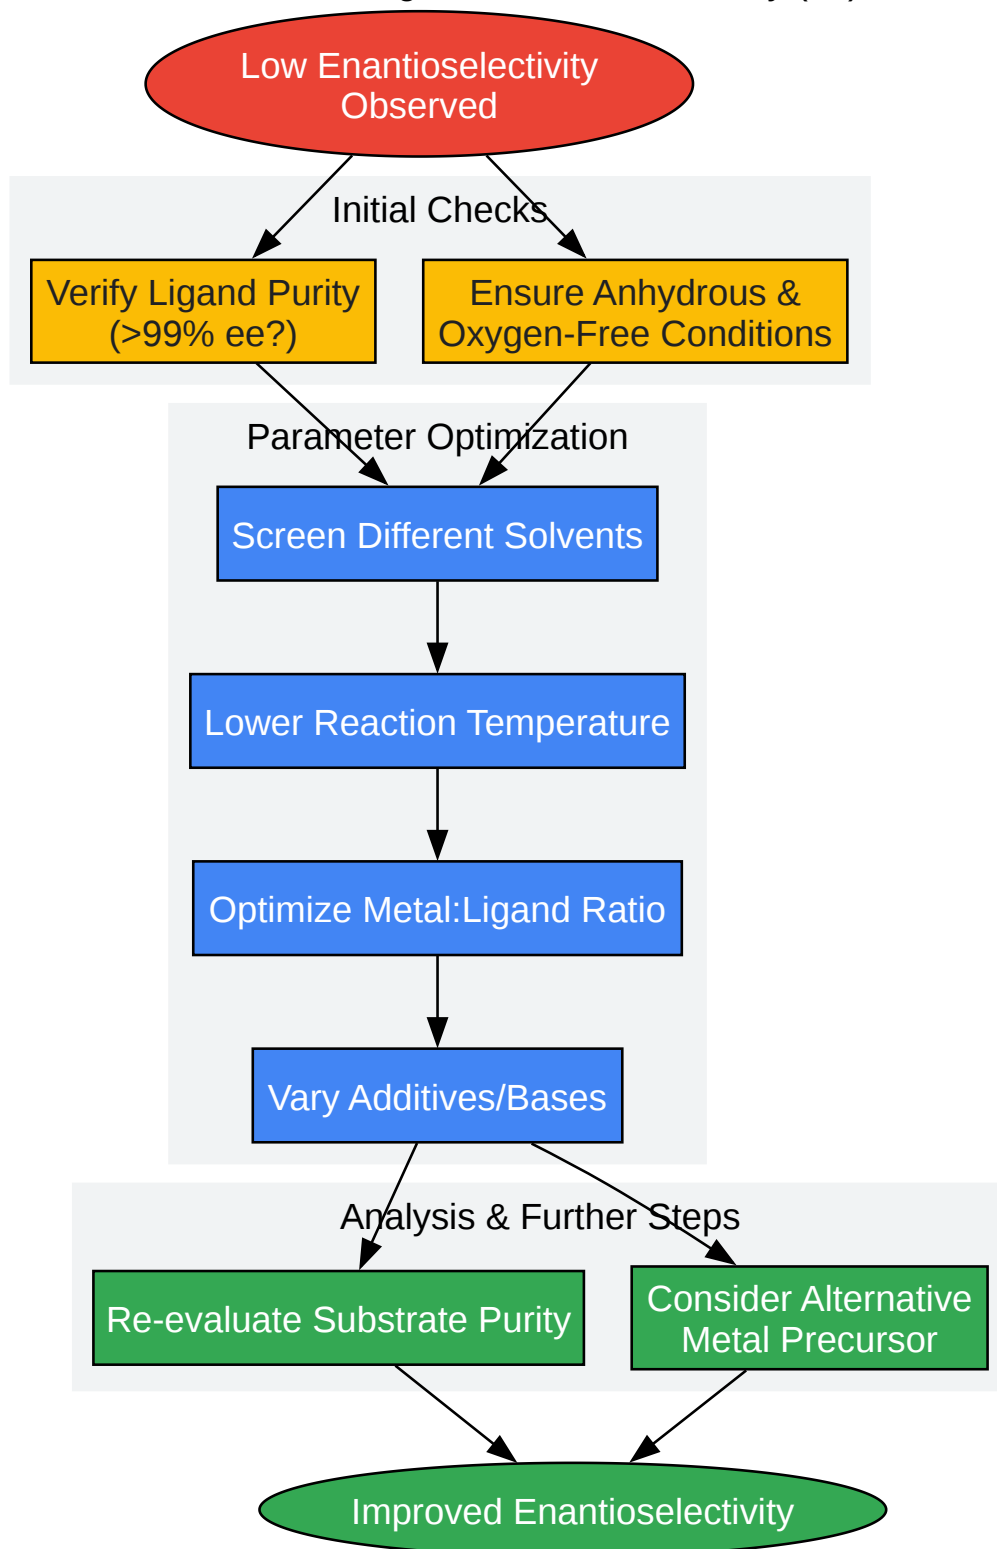 Low Enantioselectivity
Observed
Initial Checks
Verify Ligand Purity
(>99% ee?)
Ensure Anhydrous &
Oxygen-Free Conditions
Parameter Optimization
Screen Different Solvents
Lower Reaction Temperature
Optimize Metal:Ligand Ratio
Vary Additives/Bases
Analysis & Further Steps
Re-evaluate Substrate Purity
Consider Alternative
Metal Precursor
Improved Enantioselectivity